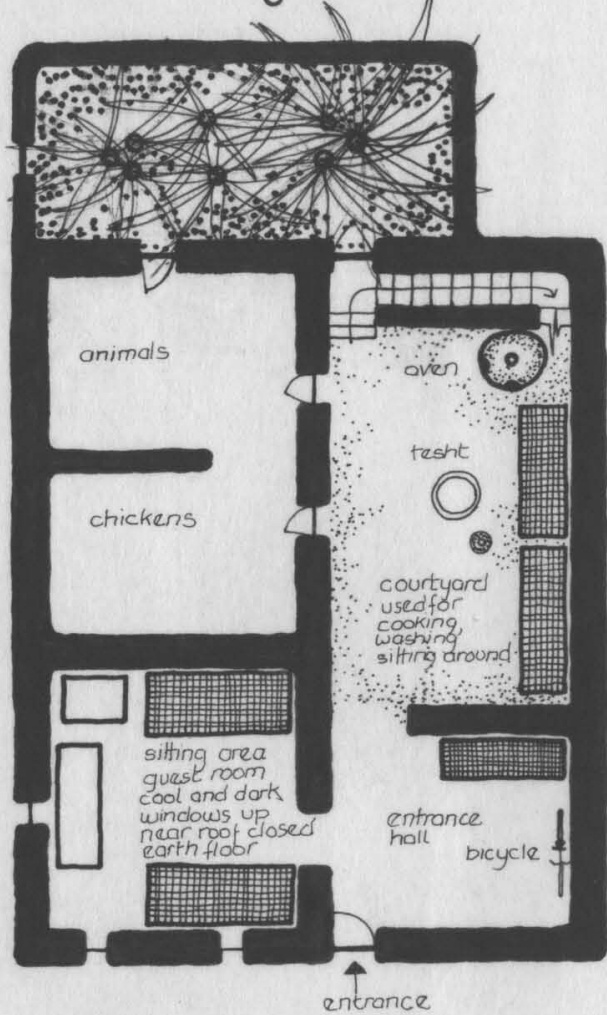 animals
oven
tesht
chickens
courtyard
used for
cooking,
washing,
sitting around
sitting area
guest room
cool and dark
windows up
near roof closed
earth floor
entrance
hall
bicycle
entrance